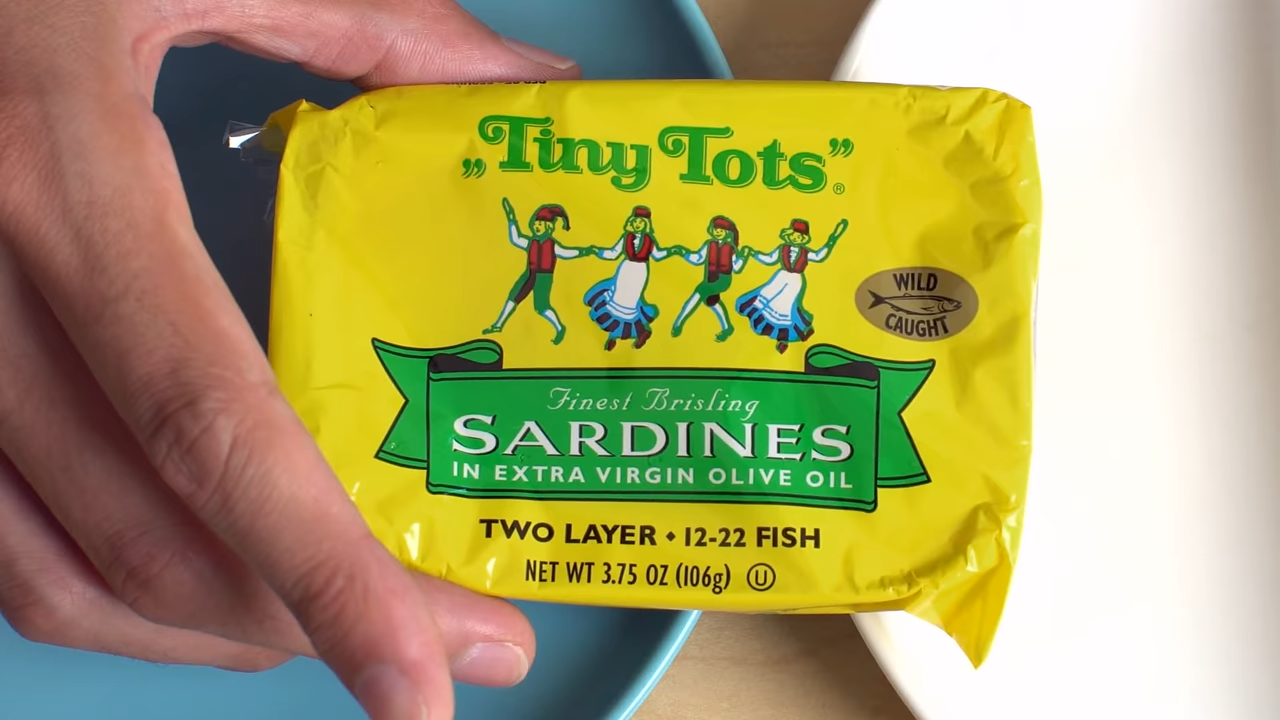 „Tiny Tots”®
WILD
CAUGHT
Finest Brisling
SARDINES
IN EXTRA VIRGIN OLIVE OIL
TWO LAYER • 12-22 FISH
NET WT 3.75 OZ (106g) U